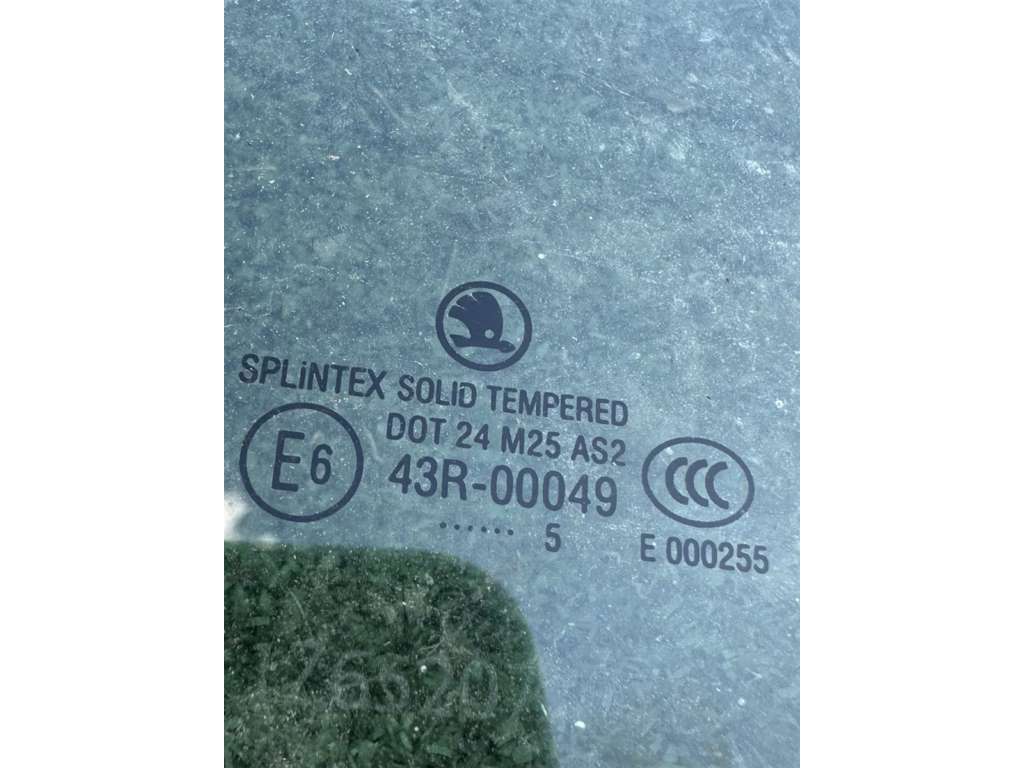 SPLiNTEX SOLID TEMPERED
DOT 24 M25 AS2
E6
43R-00049
CCC
...... 5
E 000255